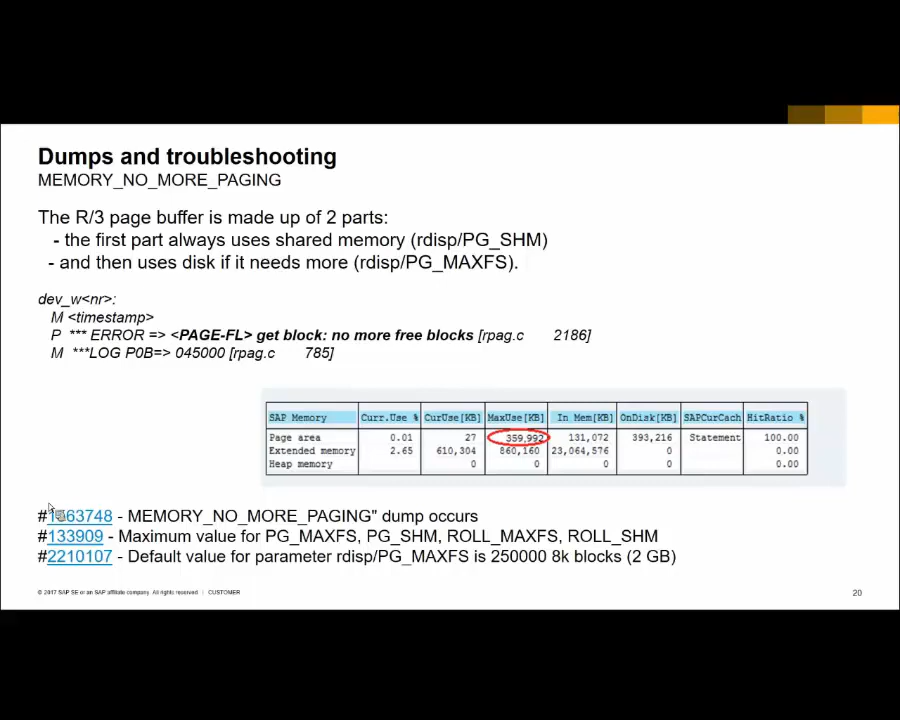 Dumps and troubleshooting
MEMORY_NO_MORE_PAGING
The R/3 page buffer is made up of 2 parts:
- the first part always uses shared memory (rdisp/PG_SHM)
- and then uses disk if it needs more (rdisp/PG_MAXFS).
dev_w<nr>:
M <timestamp>
P *** ERROR => <PAGE-FL> get block: no more free blocks [rpag.c 2186]
M ***LOG P0B=> 045000 [rpag.c 785]
SAP Memory Curr.Use % CurUse[KB] MaxUse[KB] In Mem[KB] OnDisk[KB] SAPCurCach HitRatio %
Page area 0.01 27 359,992 131,072 393,216 Statement 100.00
Extended memory 2.65 610,304 860,160 23,064,576 0 0.00
Heap memory 0 0 0 0 0.00
# 63748 - MEMORY_NO_MORE_PAGING" dump occurs
#133909 - Maximum value for PG_MAXFS, PG_SHM, ROLL_MAXFS, ROLL_SHM
#2210107 - Default value for parameter rdisp/PG_MAXFS is 250000 8k blocks (2 GB)
© 2017 SAP SE or an SAP affiliate company. All rights reserved. | CUSTOMER
20